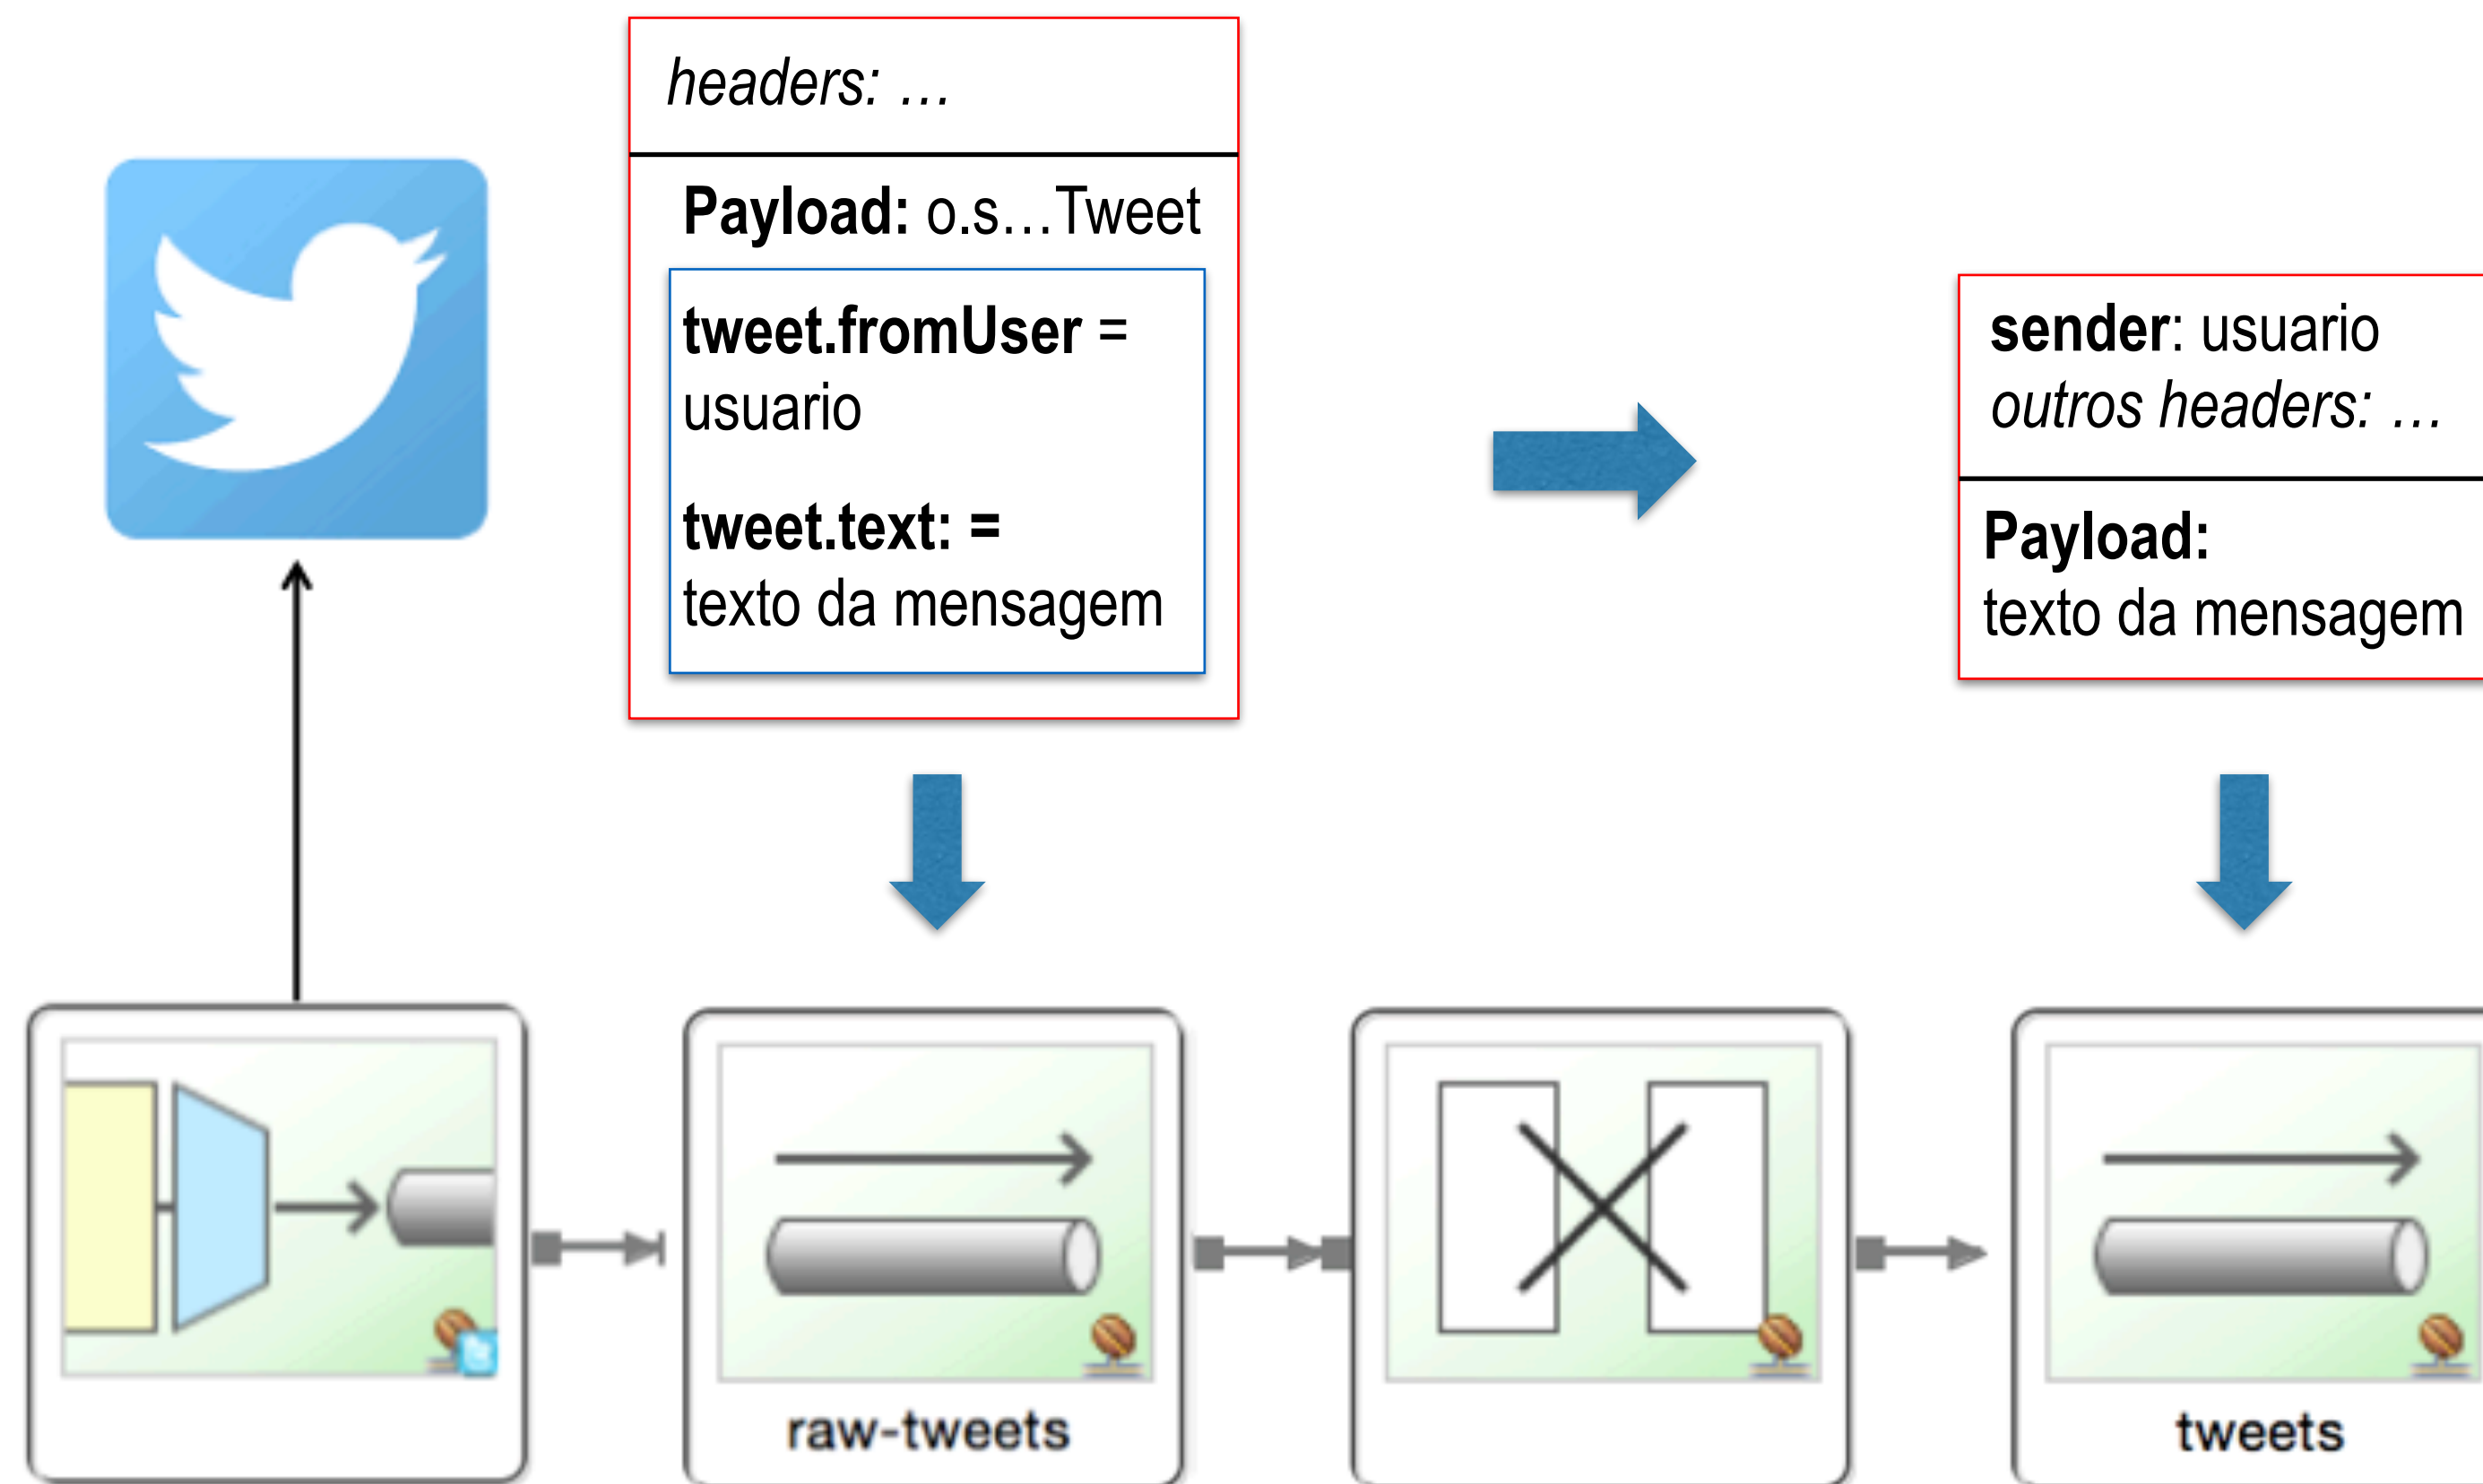 headers: …
Payload: o.s…Tweet
tweet.fromUser =
usuario
tweet.text: =
texto da mensagem
sender: usuario
outros headers: …
Payload:
texto da mensagem
raw-tweets
tweets